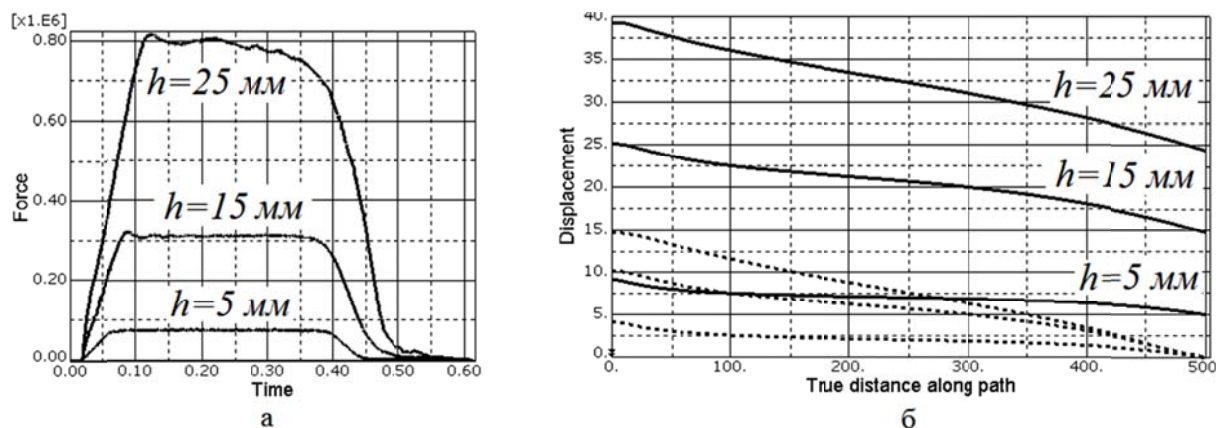 [x1.E6]
0.80
0.60
0.40
0.20
0.00
Force
h=25 мм
h=15 мм
h=5 мм
0.00 0.10 0.20 0.30 0.40 0.50 0.60
Time
а
40.
35.
30.
25.
20.
15.
10.
5.
0.
Displacement
h=25 мм
h=15 мм
h=5 мм
0. 100. 200. 300. 400. 500
True distance along path
б